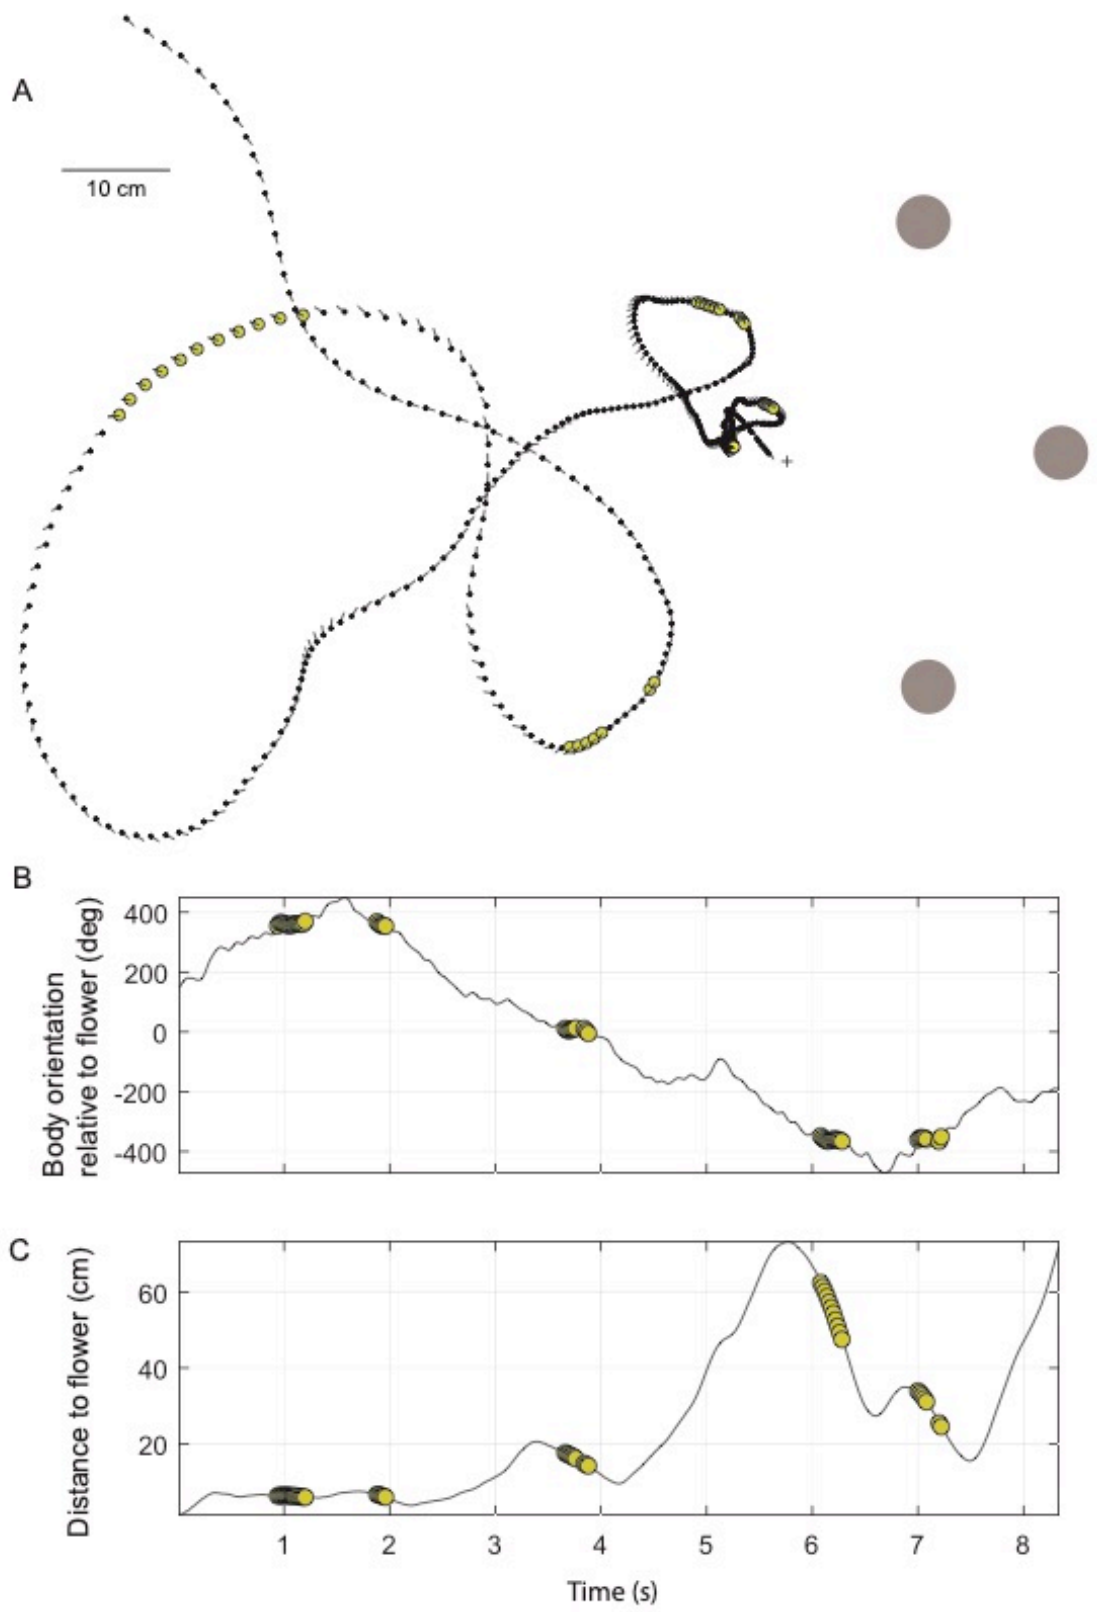 A
10 cm
B
Body orientation
relative to flower (deg)
400
200
0
-200
-400
C
Distance to flower (cm)
60
40
20
1 2 3 4 5 6 7 8
Time (s)